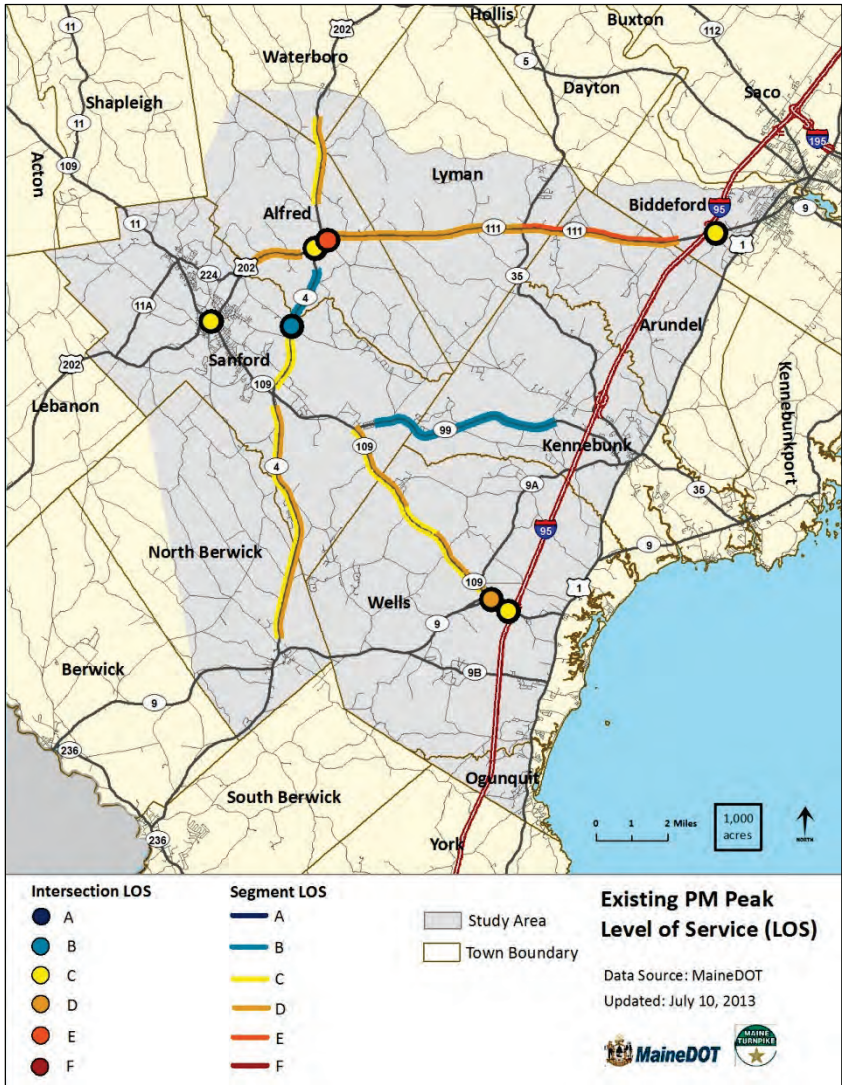 Hollis
Buxton
11
202
112
Waterboro
5
Shapleigh
Dayton
Saco
11
Acton
195
109
Lyman
95
Biddeford
9
11
Alfred
111
111
1
224
202
35
4
11A
Arundel
Sanford
202
109
Lebanon
Kennebunkport
99
109
Kennebunk
4
9A
35
95
North Berwick
9
109
1
Wells
9
Berwick
9B
9
236
Ogunquit
South Berwick
0 1 2 Miles
1,000
acres
NORTH
236
York
Intersection LOS
A
B
C
D
E
F
Segment LOS
A
B
C
D
E
F
Study Area
Town Boundary
Existing PM Peak
Level of Service (LOS)
Data Source: MaineDOT
Updated: July 10, 2013
MaineDOT
MAINE
TURNPIKE